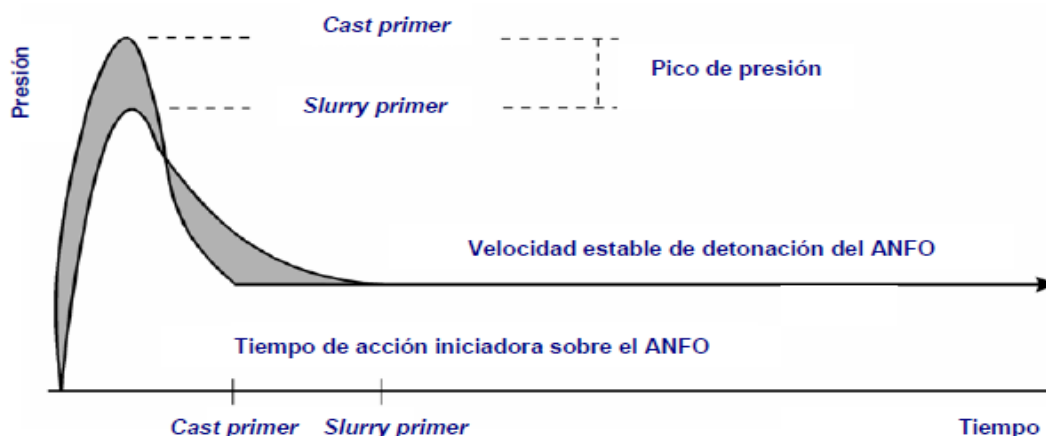 Cast primer
Presión
Pico de presión
Slurry primer
Velocidad estable de detonación del ANFO
Tiempo de acción iniciadora sobre el ANFO
Cast primer Slurry primer Tiempo